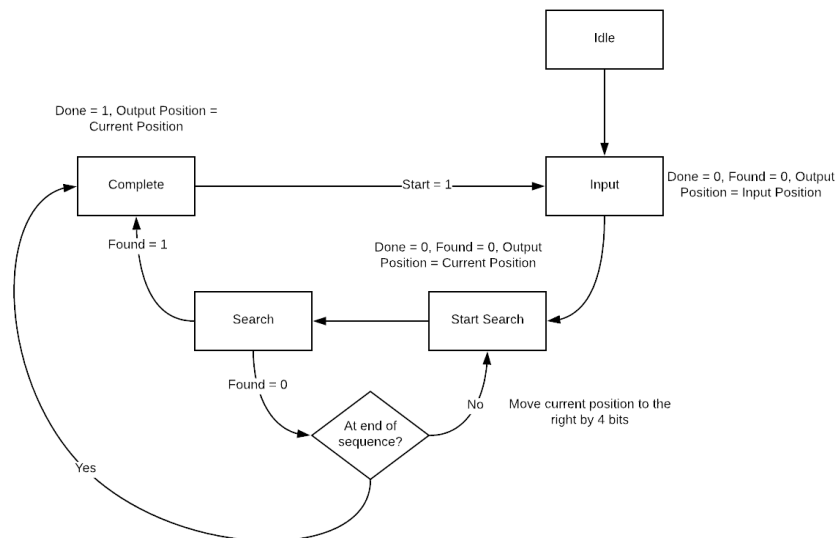 Idle
Done = 1, Output Position =
Current Position
Complete
Start = 1
Input
Done = 0, Found = 0, Output
Position = Input Position
Found = 1
Done = 0, Found = 0, Output
Position = Current Position
Search
Start Search
Found = 0
No
Move current position to the
right by 4 bits
At end of
sequence?
Yes